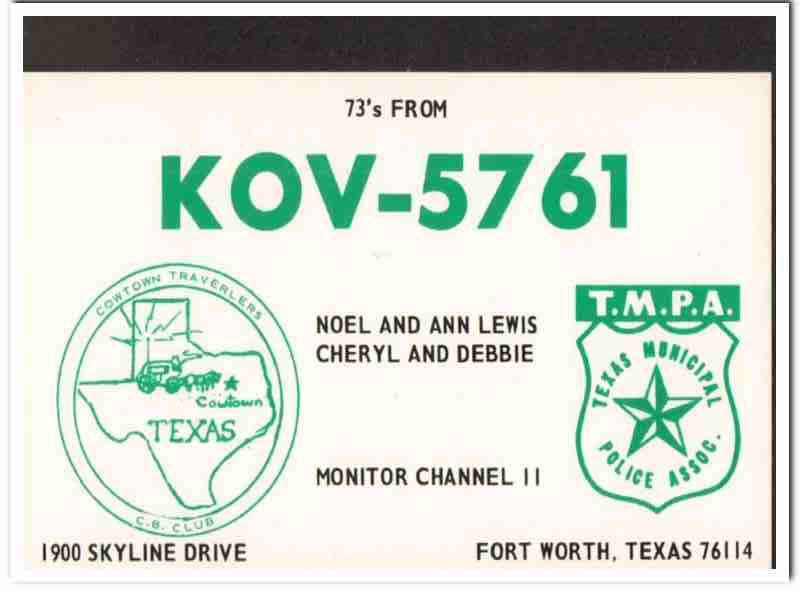 73's FROM
KOV-5761
COWTOWN TRAVERLERS
Cowtown
TEXAS
C.B. CLUB
NOEL AND ANN LEWIS
CHERYL AND DEBBIE
MONITOR CHANNEL 11
T.M.P.A.
TEXAS MUNICIPAL
POLICE ASSOC.
1900 SKYLINE DRIVE
FORT WORTH, TEXAS 76114